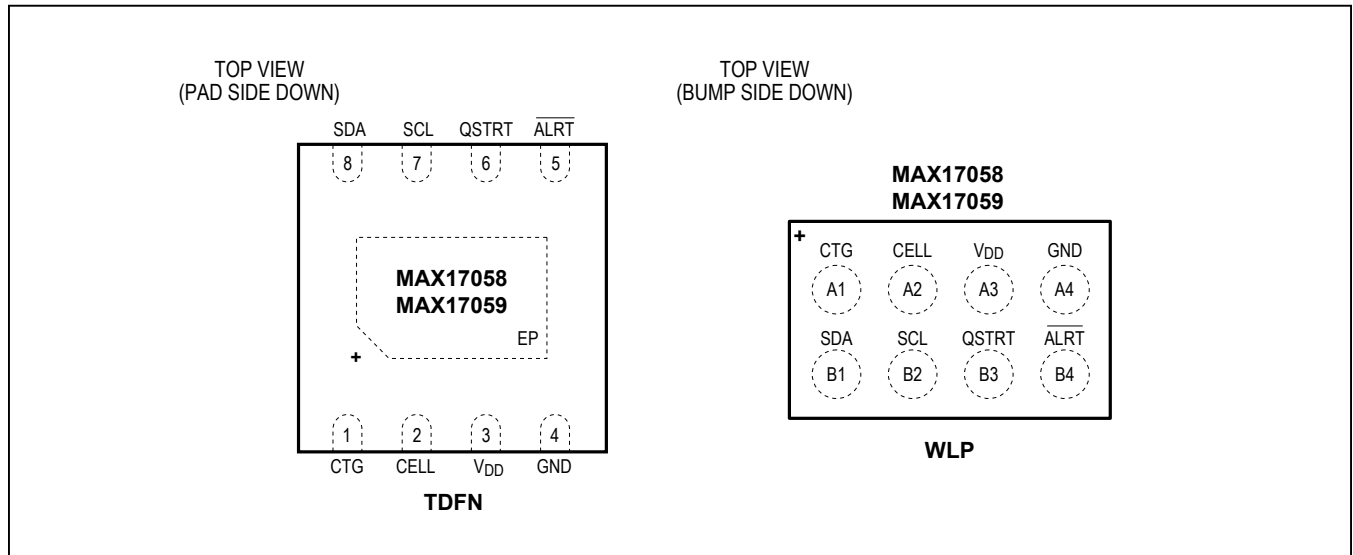 TOP VIEW
(PAD SIDE DOWN)
SDA SCL QSTRT ALRT
8 7 6 5
MAX17058
MAX17059
EP
+
1 2 3 4
CTG CELL VDD GND
TDFN
TOP VIEW
(BUMP SIDE DOWN)
MAX17058
MAX17059
+
CTG CELL VDD GND
A1 A2 A3 A4
SDA SCL QSTRT ALRT
B1 B2 B3 B4
WLP